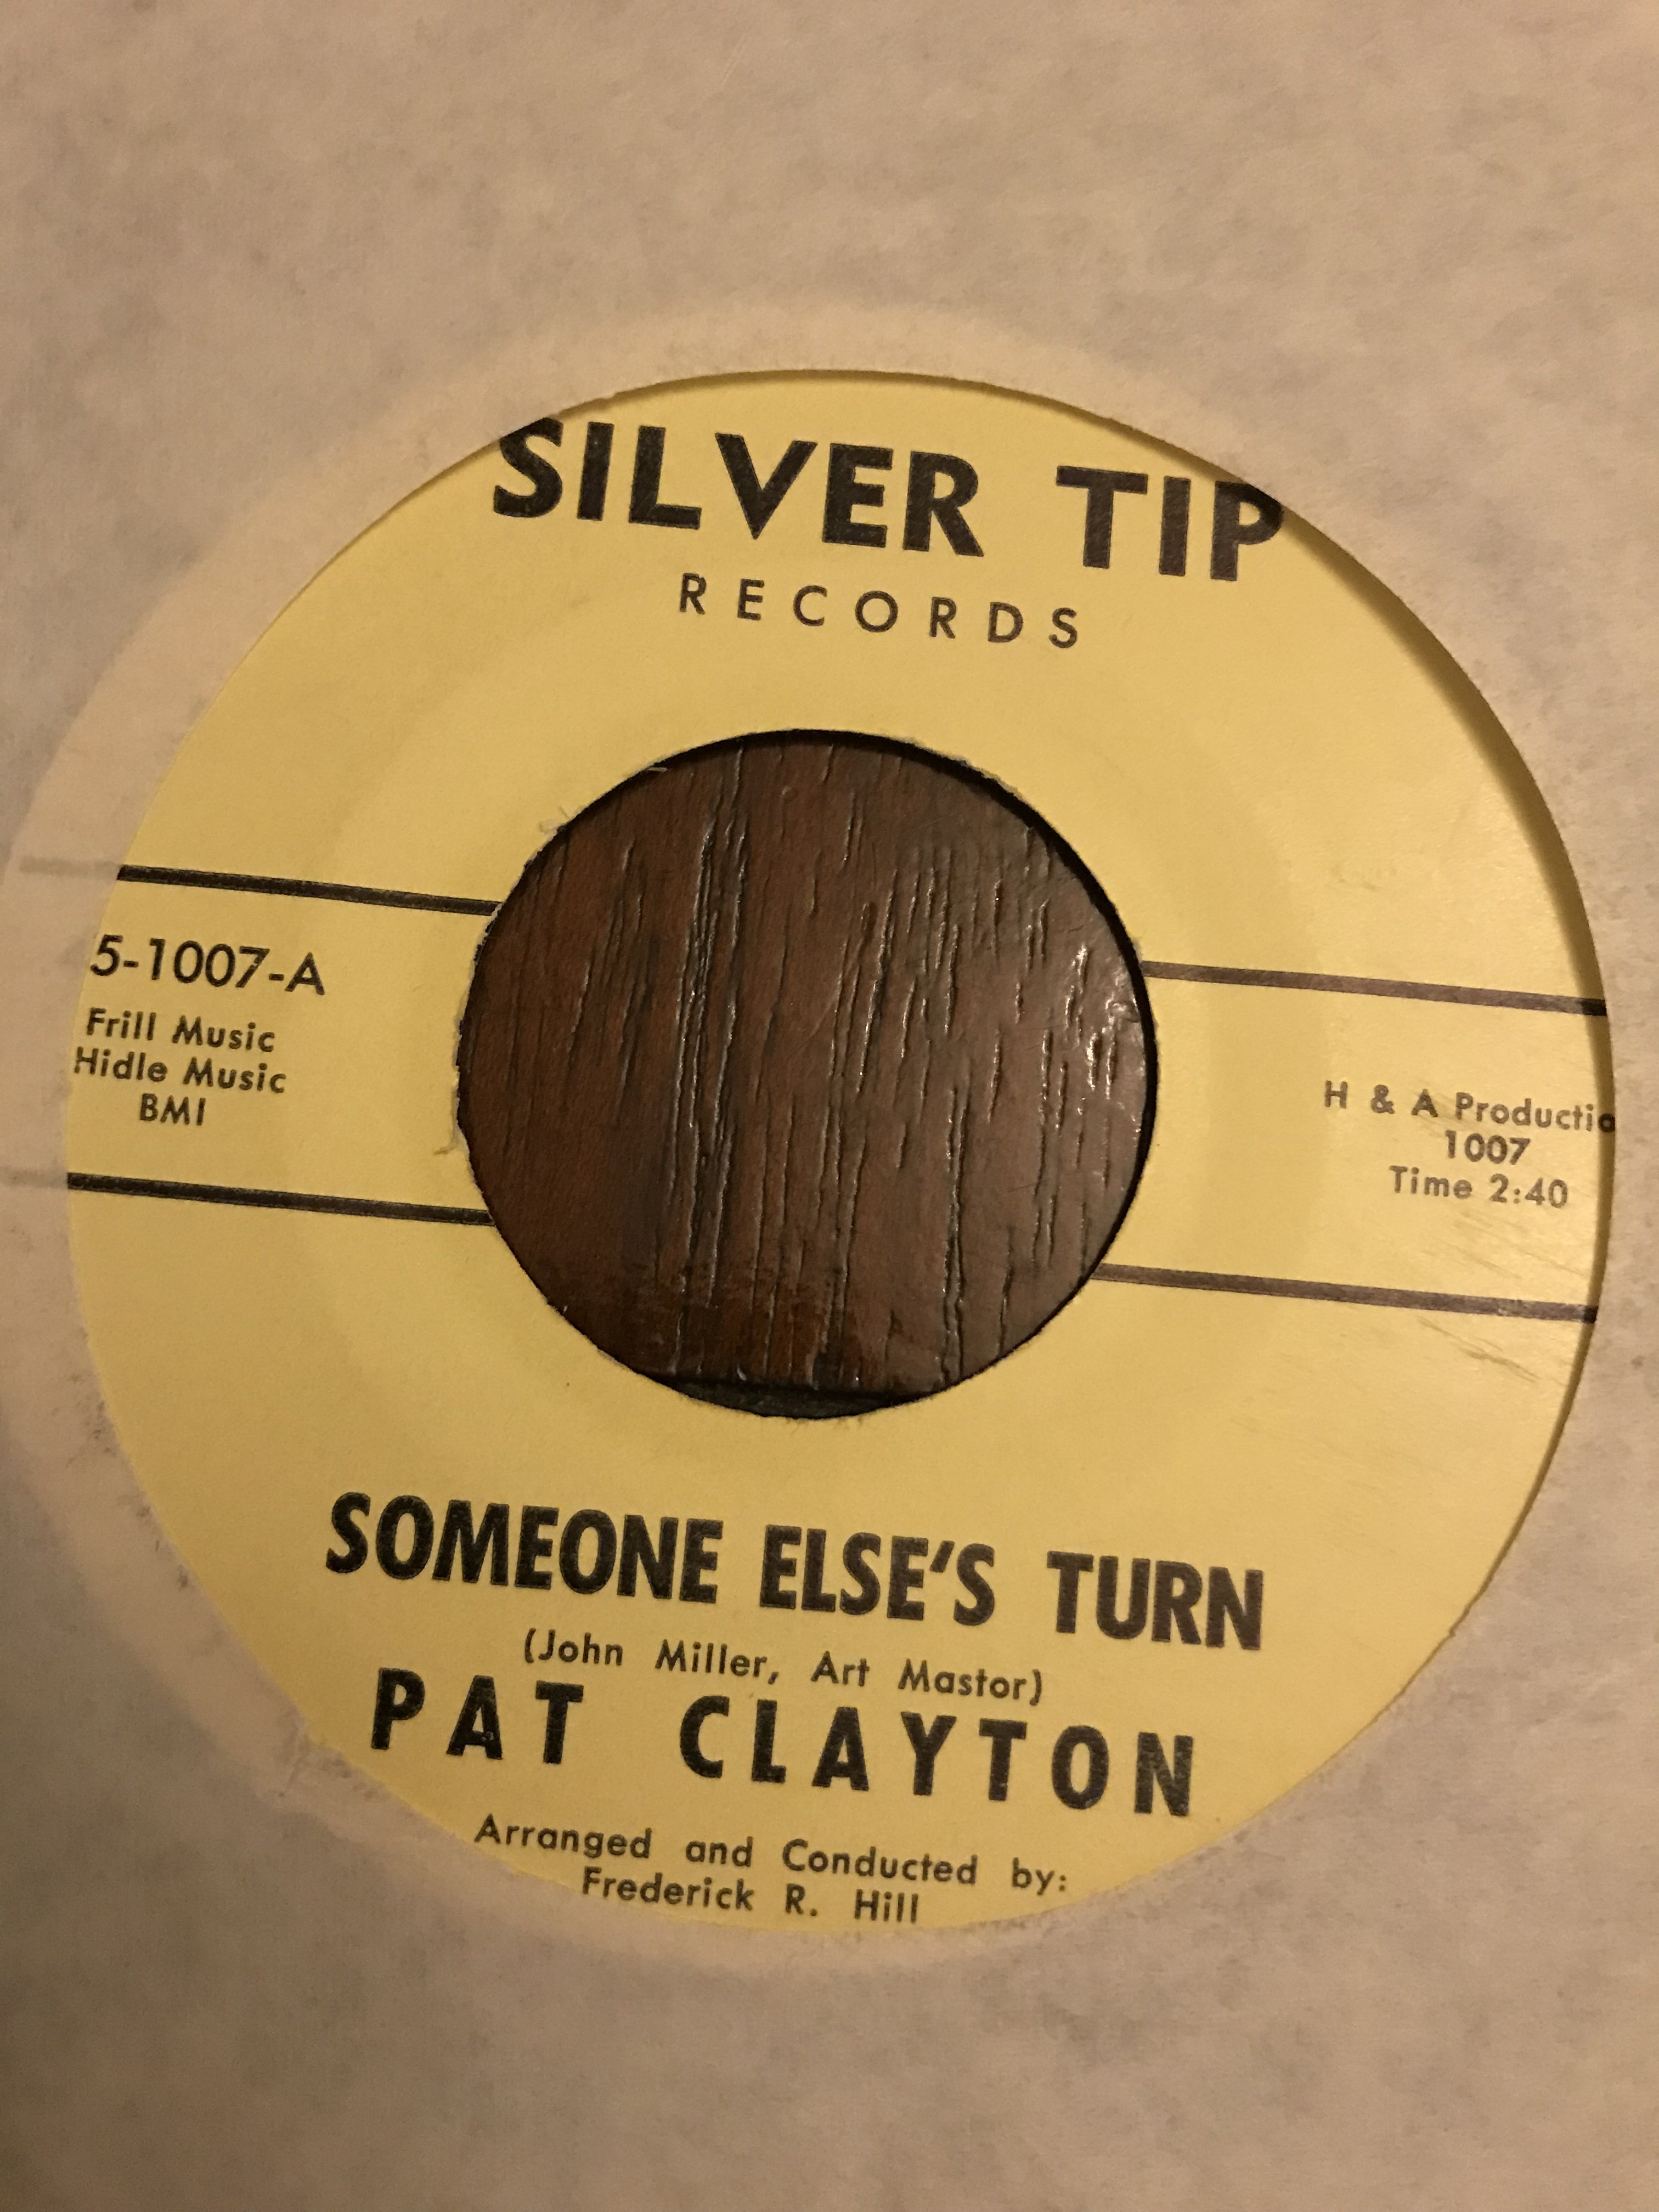 SILVER TIP
RECORDS
5-1007-A
Frill Music
Hidle Music
BMI
H & A Productio
1007
Time 2:40
SOMEONE ELSE'S TURN
(John Miller, Art Mastor)
PAT CLAYTON
Arranged and Conducted by:
Frederick R. Hill